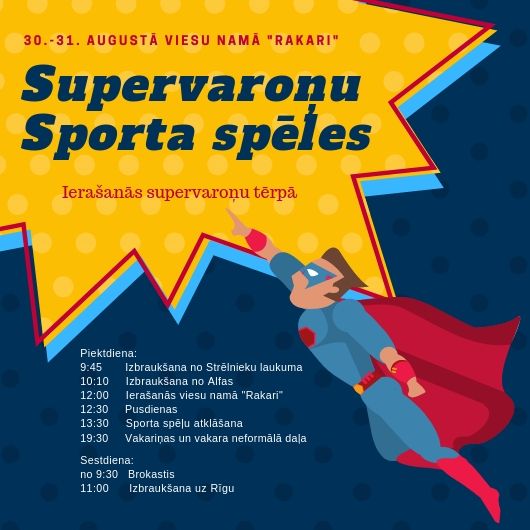 30.-31. AUGUSTĀ VIESU NAMĀ "RAKARI"
Supervaroņu
Sporta spēles
Ierašanās supervaroņu tērpā
Piektdiena:
9:45 Izbraukšana no Strēlnieku laukuma
10:10 Izbraukšana no Alfas
12:00 Ierašanās viesu namā "Rakari"
12:30 Pusdienas
13:30 Sporta spēļu atklāšana
19:30 Vakariņas un vakara neformālā daļa
Sestdiena:
no 9:30 Brokastis
11:00 Izbraukšana uz Rīgu